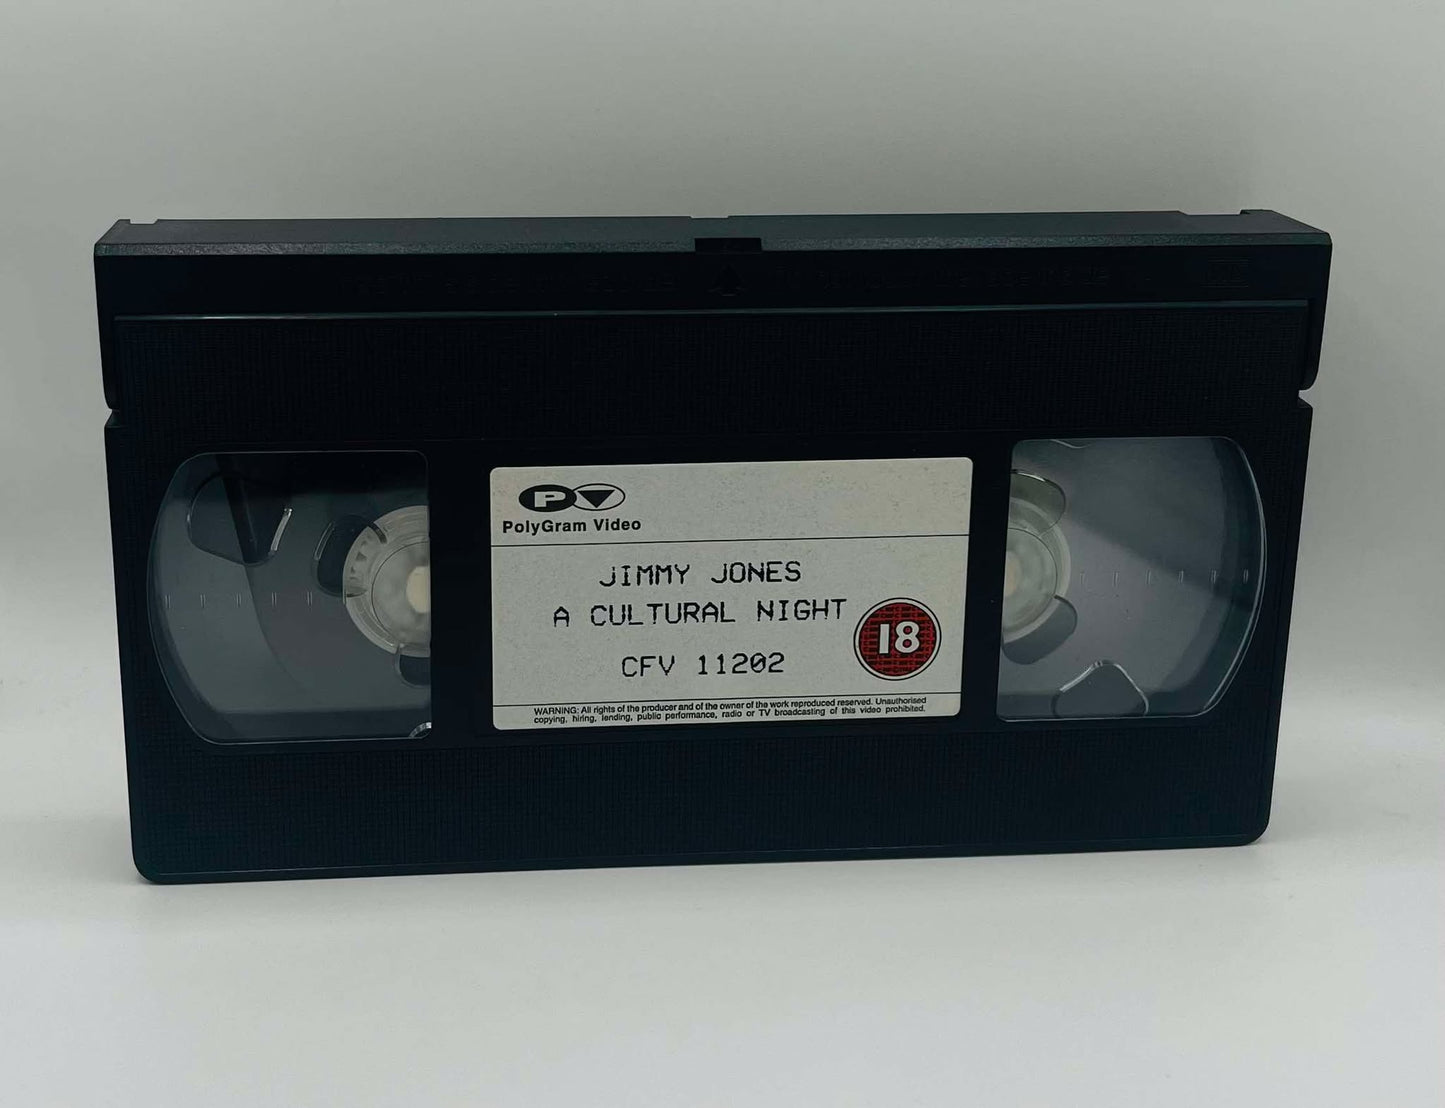 PolyGram Video
JIMMY JONES
A CULTURAL NIGHT
18
CFV 11202
WARNING: All rights of the producer and of the owner of the work reproduced reserved. Unauthorised
copying, hiring, lending, public performance, radio or TV broadcasting of this video prohibited.